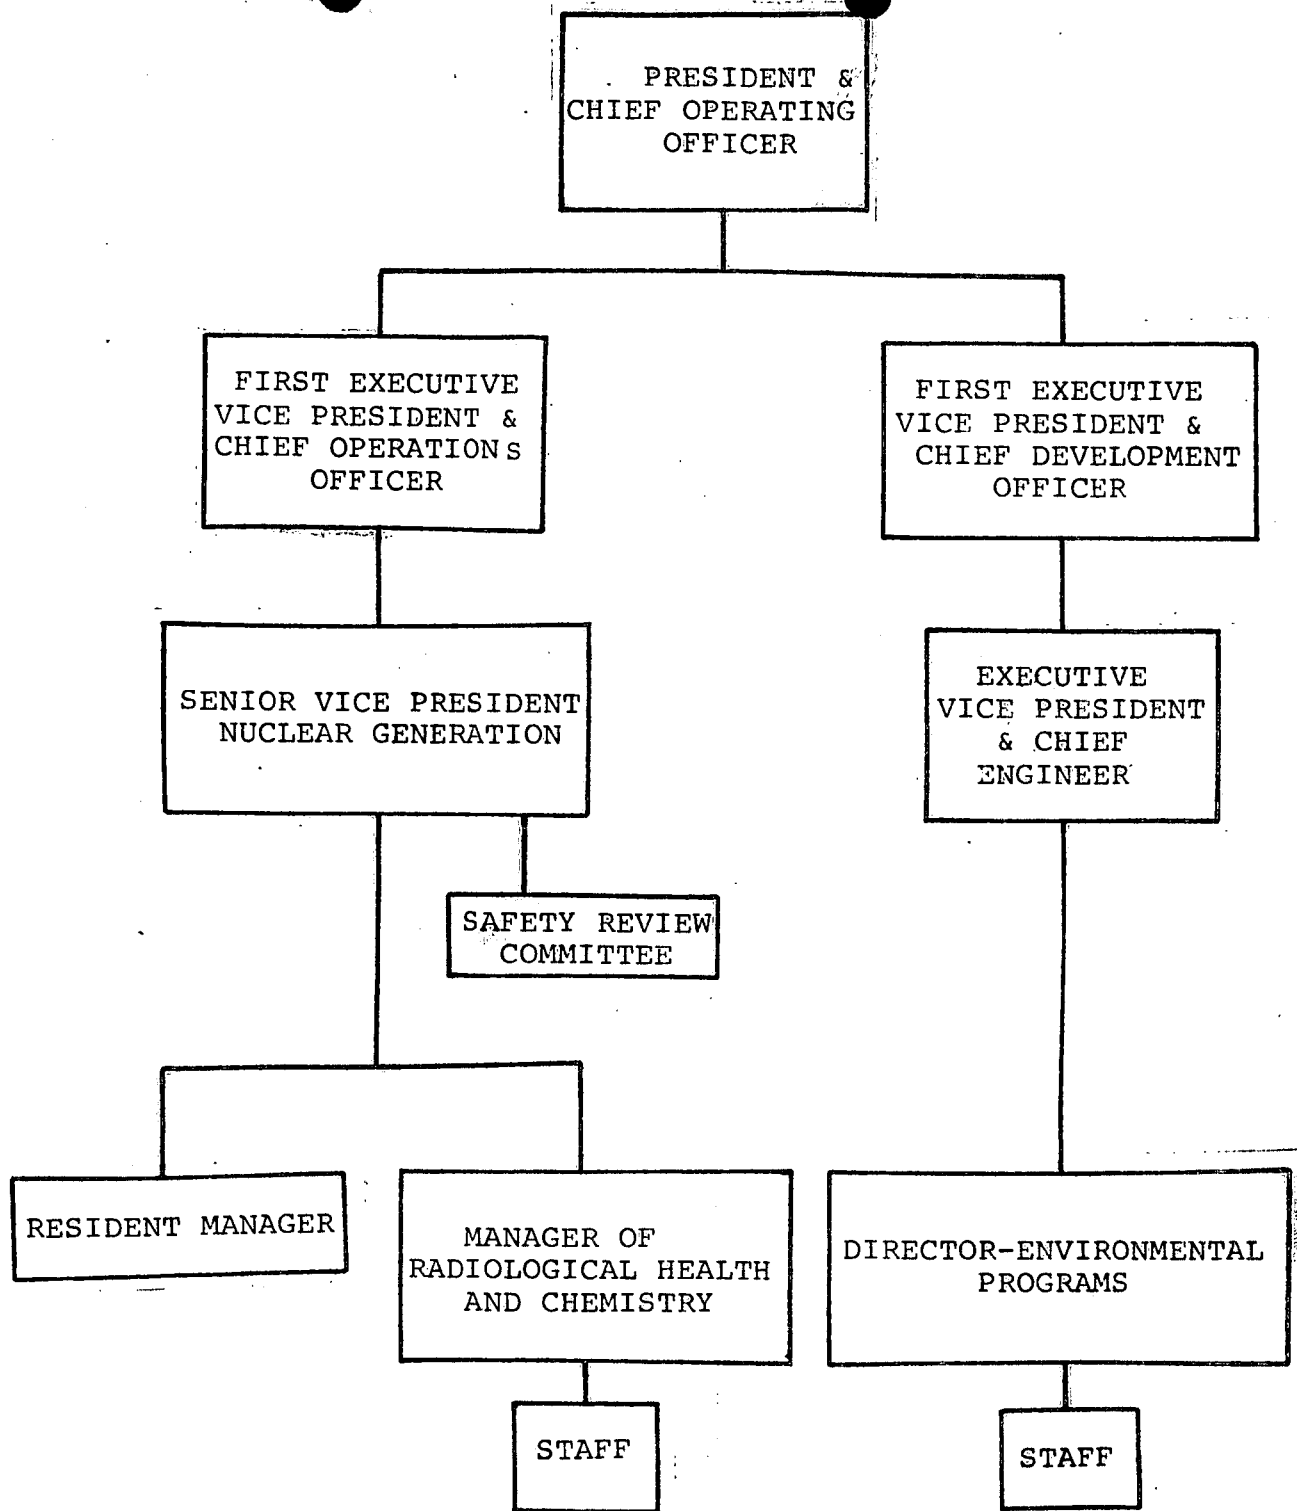 PRESIDENT &
CHIEF OPERATING
OFFICER
FIRST EXECUTIVE
VICE PRESIDENT &
CHIEF OPERATIONS
OFFICER
FIRST EXECUTIVE
VICE PRESIDENT &
CHIEF DEVELOPMENT
OFFICER
SENIOR VICE PRESIDENT
NUCLEAR GENERATION
EXECUTIVE
VICE PRESIDENT
& CHIEF
ENGINEER
SAFETY REVIEW
COMMITTEE
RESIDENT MANAGER
MANAGER OF
RADIOLOGICAL HEALTH
AND CHEMISTRY
DIRECTOR-ENVIRONMENTAL
PROGRAMS
STAFF
STAFF